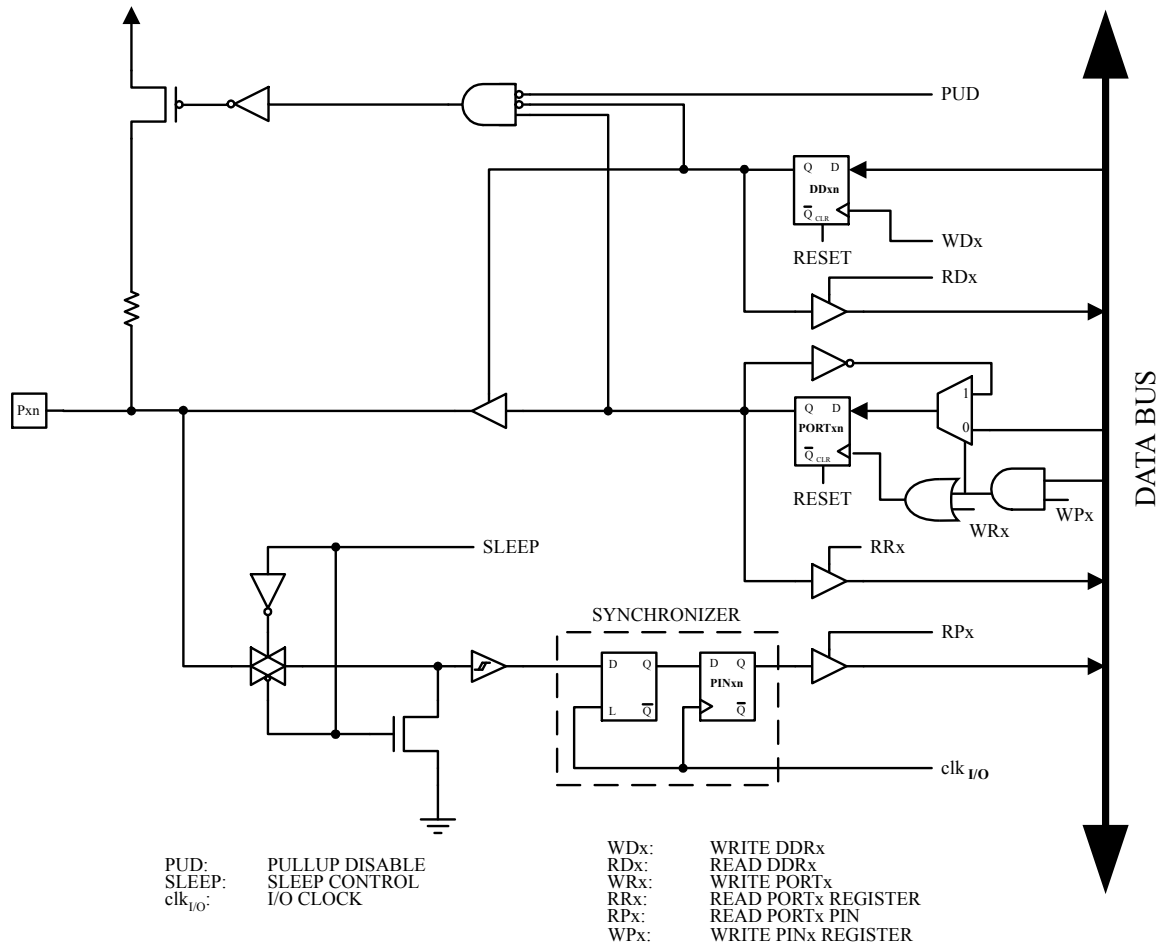 PUD
Q D
DDxn
Q CLR
WDx
RESET
RDx
Pxn
1
Q D
0
PORTxn
Q CLR
RESET
WRx
WPx
DATA BUS
SLEEP
RRx
SYNCHRONIZER
RPx
D Q
D Q
PINxn
L Q
Q
clk I/O
PUD: PULLUP DISABLE
SLEEP: SLEEP CONTROL
clkI/O: I/O CLOCK
WDx: WRITE DDRx
RDx: READ DDRx
WRx: WRITE PORTx
RRx: READ PORTx REGISTER
RPx: READ PORTx PIN
WPx: WRITE PINx REGISTER